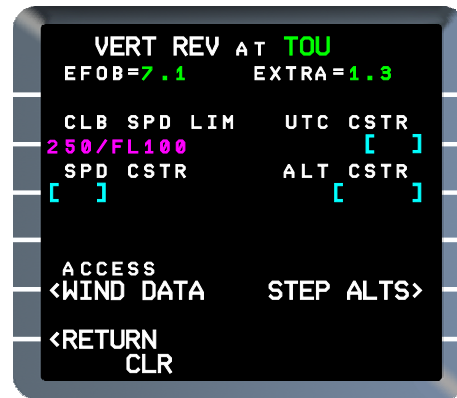 VERT REV AT TOU
EFOB=7.1 EXTRA=1.3
CLB SPD LIM UTC CSTR
250/FL100 [ ]
SPD CSTR ALT CSTR
[ ] [ ]
ACCESS
<WIND DATA STEP ALTS>
<RETURN
CLR